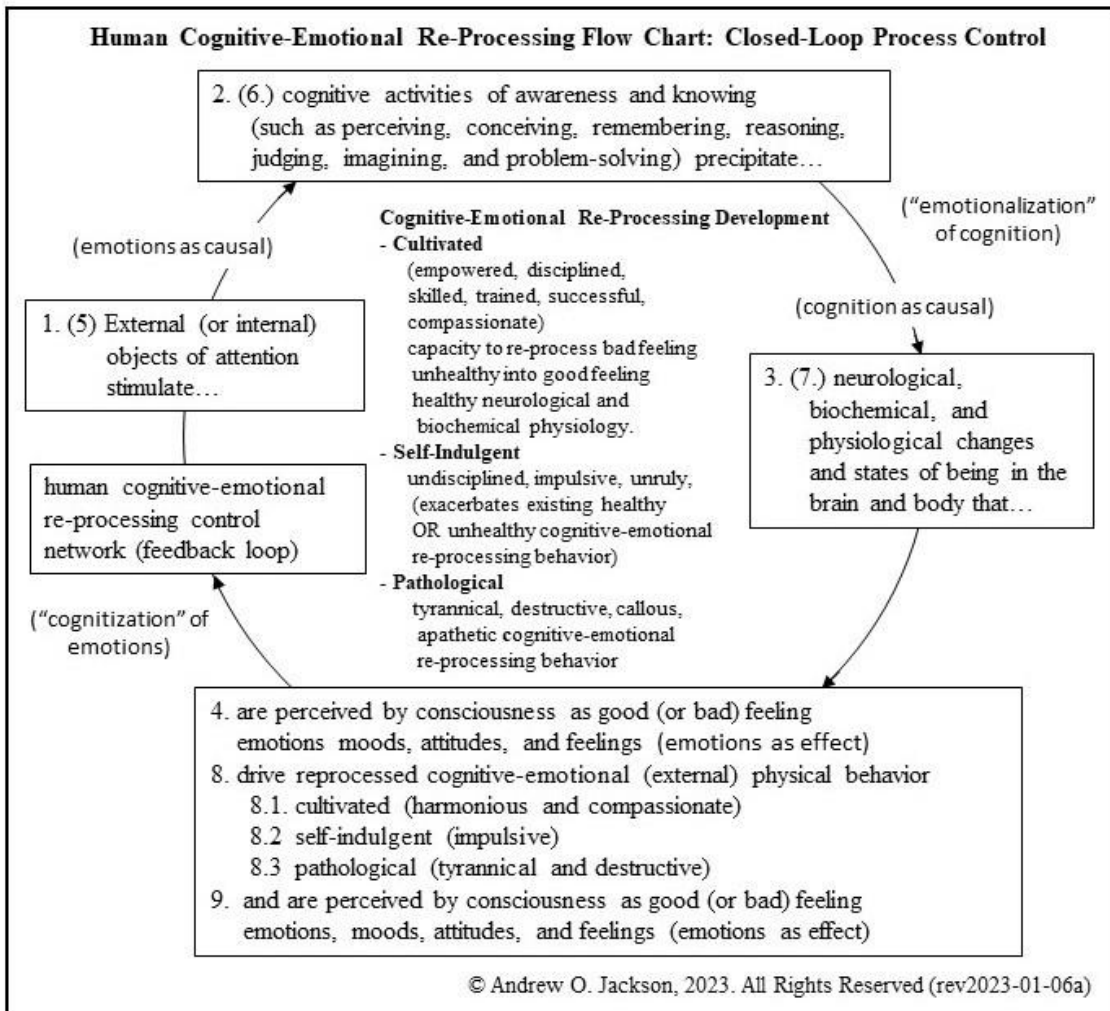 Human Cognitive-Emotional Re-Processing Flow Chart: Closed-Loop Process Control
2. (6.) cognitive activities of awareness and knowing
(such as perceiving, conceiving, remembering, reasoning,
judging, imagining, and problem-solving) precipitate…
(emotions as causal)
1. (5) External (or internal)
objects of attention
stimulate…
human cognitive-emotional
re-processing control
network (feedback loop)
("cognitization" of
emotions)
Cognitive-Emotional Re-Processing Development
- Cultivated
(empowered, disciplined,
skilled, trained, successful,
compassionate)
capacity to re-process bad feeling
unhealthy into good feeling
healthy neurological and
biochemical physiology.
- Self-Indulgent
undisciplined, impulsive, unruly,
(exacerbates existing healthy
OR unhealthy cognitive-emotional
re-processing behavior)
- Pathological
tyrannical, destructive, callous,
apathetic cognitive-emotional
re-processing behavior
("emotionalization"
of cognition)
(cognition as causal)
3. (7.) neurological,
biochemical, and
physiological changes
and states of being in the
brain and body that…
4. are perceived by consciousness as good (or bad) feeling
emotions moods, attitudes, and feelings (emotions as effect)
8. drive reprocessed cognitive-emotional (external) physical behavior
8.1. cultivated (harmonious and compassionate)
8.2 self-indulgent (impulsive)
8.3 pathological (tyrannical and destructive)
9. and are perceived by consciousness as good (or bad) feeling
emotions, moods, attitudes, and feelings (emotions as effect)
© Andrew O. Jackson, 2023. All Rights Reserved (rev2023-01-06a)